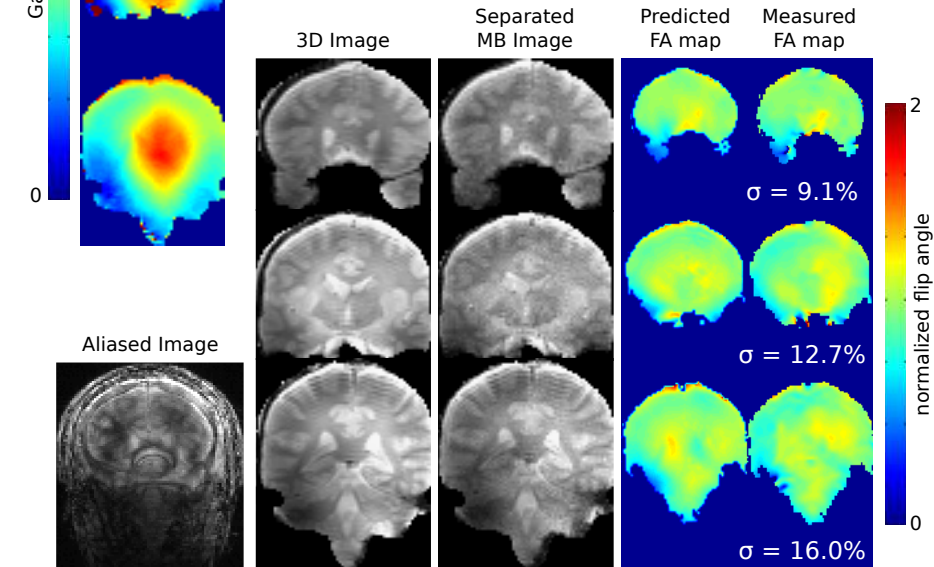 0
Aliased Image
3D Image
Separated
MB Image
Predicted
FA map
Measured
FA map
σ = 9.1%
σ = 12.7%
σ = 16.0%
2
normalized flip angle
0